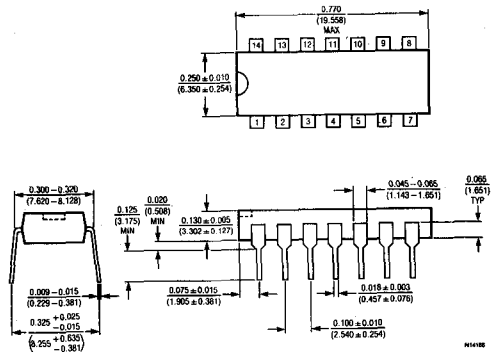 0.770
(19.558)
MAX
14 13 12 11 10 9 8
0.250 ± 0.010
(6.350 ± 0.254)
1 2 3 4 5 6 7
0.300 – 0.320
(7.620 – 8.128)
0.125
(3.175)
MIN
0.020
(0.508)
MIN
0.130 ± 0.005
(3.302 ± 0.127)
0.045 – 0.065
(1.143 – 1.651)
0.065
(1.651)
TYP
0.009 – 0.015
(0.229 – 0.381)
0.325 +0.025 –0.015
(8.255 +0.635 –0.381)
0.075 ± 0.015
(1.905 ± 0.381)
0.018 ± 0.003
(0.457 ± 0.076)
0.100 ± 0.010
(2.540 ± 0.254)